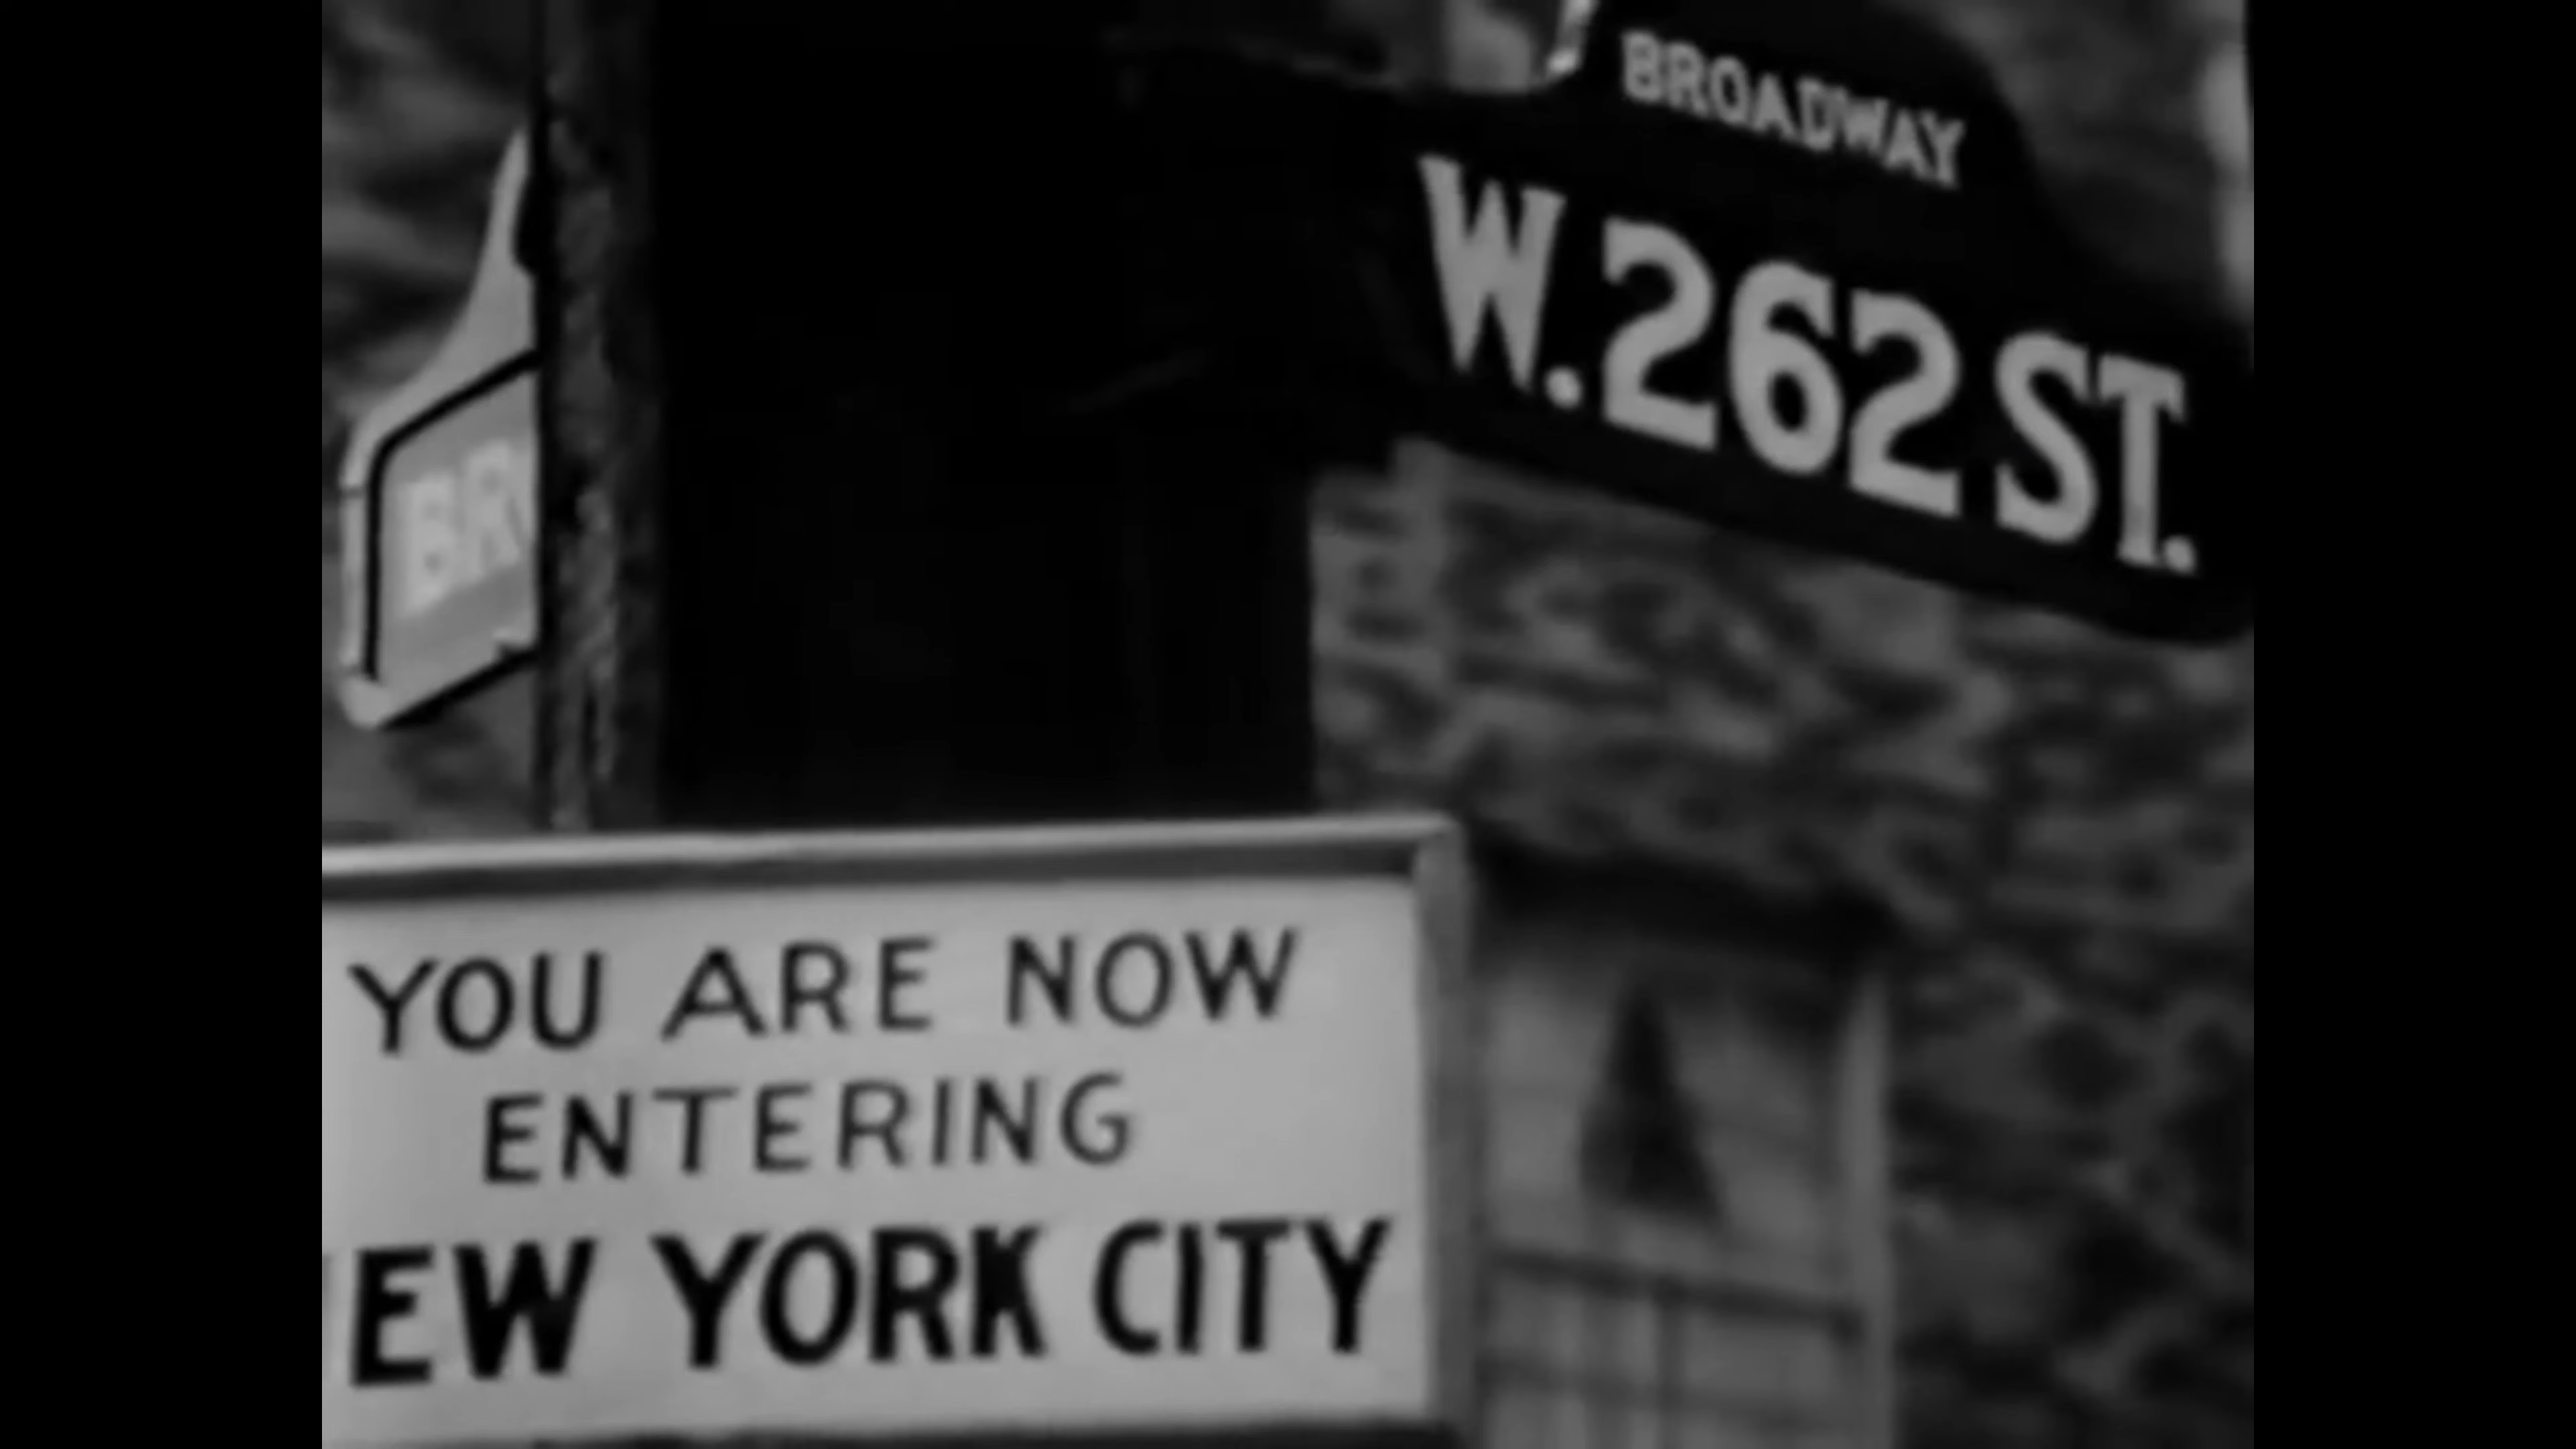 BROADWAY
W. 262 ST.
BR
YOU ARE NOW
ENTERING
EW YORK CITY